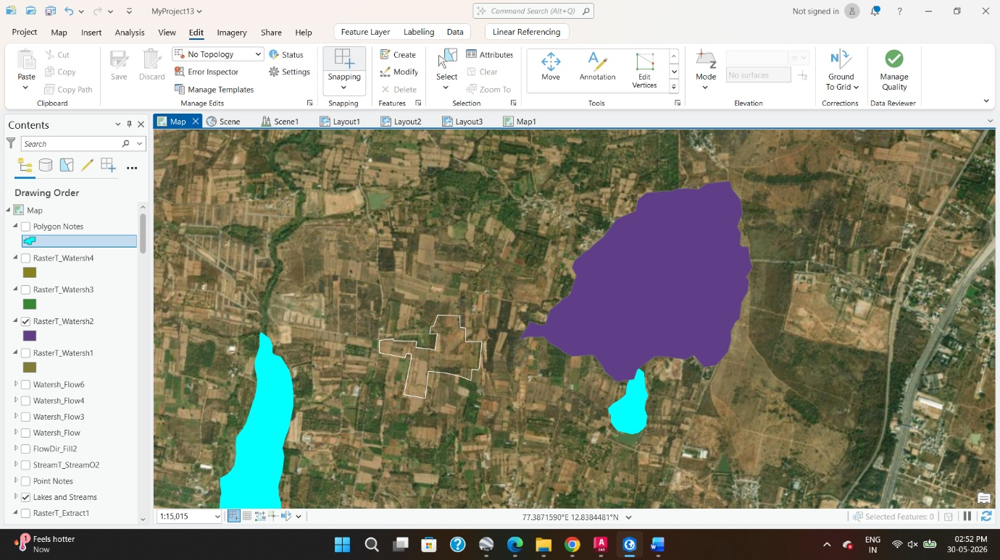 MyProject13
Command Search (Alt+Q)
Not signed in
?
Project Map Insert Analysis View Edit Imagery Share Help Feature Layer Labeling Data Linear Referencing
Paste
Cut
Copy
Copy Path
Clipboard
Save
Discard
No Topology
Error Inspector
Manage Templates
Status
Settings
Manage Edits
Snapping
Snapping
Create
Modify
Delete
Features
Select
Attributes
Clear
Zoom To
Selection
Move
Annotation
Edit
Vertices
Tools
Mode
m
No surfaces
Elevation
Ground
To Grid
Corrections
Manage
Quality
Data Reviewer
Contents
Search
Drawing Order
Map
Polygon Notes
RasterT_Watersh4
RasterT_Watersh3
RasterT_Watersh2
RasterT_Watersh1
Watersh_Flow6
Watersh_Flow4
Watersh_Flow3
Watersh_Flow
FlowDir_Fill2
StreamT_StreamO2
Point Notes
Lakes and Streams
RasterT_Extract1
Map Scene Scene1 Layout1 Layout2 Layout3 Map1
1:15,015
77.3871590°E 12.8384481°N
Selected Features: 0
1
Feels hotter
Now
ENG
IN
02:52 PM
30-05-2026